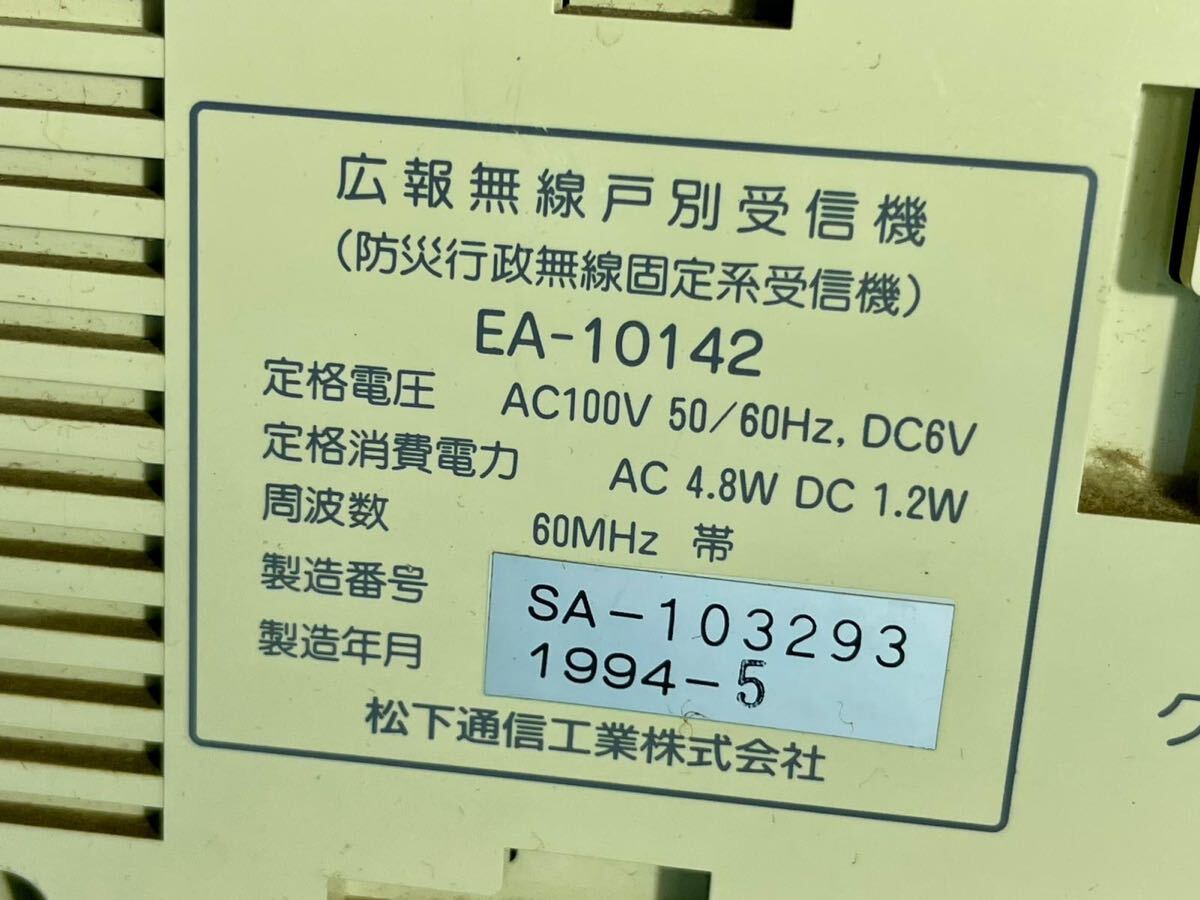 広報無線戸別受信機
(防災行政無線固定系受信機)
EA-10142
定格電圧 AC100V 50/60Hz, DC6V
定格消費電力 AC 4.8W DC 1.2W
周波数 60MHz 帯
製造番号 SA-103293
製造年月 1994-5
松下通信工業株式会社